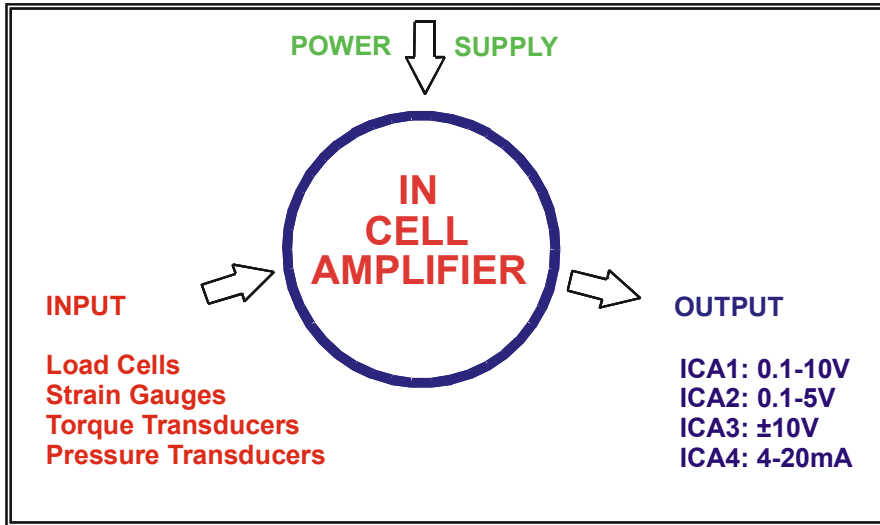 POWER SUPPLY
IN
CELL
AMPLIFIER
INPUT
Load Cells
Strain Gauges
Torque Transducers
Pressure Transducers
OUTPUT
ICA1: 0.1-10V
ICA2: 0.1-5V
ICA3: ±10V
ICA4: 4-20mA